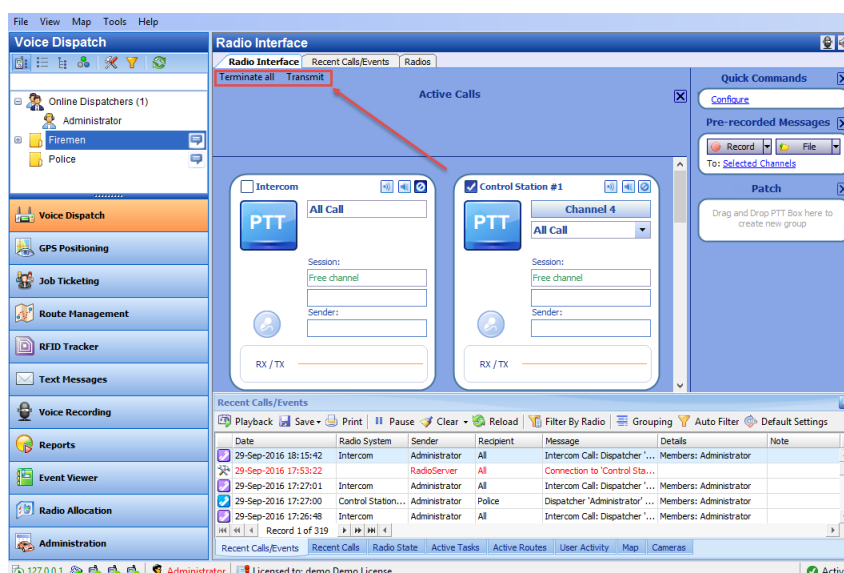 File View Map Tools Help
Voice Dispatch
Radio Interface
Radio Interface Recent Calls/Events Radios
Terminate all Transmit
Active Calls
Quick Commands
Configure
Pre-recorded Messages
Record File
To: Selected Channels
Patch
Drag and Drop PTT Box here to
create new group
Online Dispatchers (1)
Administrator
Firemen
Police
Voice Dispatch
GPS Positioning
Job Ticketing
Route Management
RFID Tracker
Text Messages
Voice Recording
Reports
Event Viewer
Radio Allocation
Administration
Intercom
PTT
All Call
Session:
Free channel
Sender:
RX / TX
Control Station #1
PTT
Channel 4
All Call
Session:
Free channel
Sender:
RX / TX
Recent Calls/Events
Playback Save Print Pause Clear Reload Filter By Radio Grouping Auto Filter Default Settings
Date Radio System Sender Recipient Message Details Note
29-Sep-2016 18:15:42 Intercom Administrator All Intercom Call: Dispatcher '... Members: Administrator
29-Sep-2016 17:53:22 RadioServer All Connection to 'Control Sta...
29-Sep-2016 17:27:01 Intercom Administrator All Intercom Call: Dispatcher '... Members: Administrator
29-Sep-2016 17:27:00 Control Station... Administrator Police Dispatcher 'Administrator' ... Members: Administrator
29-Sep-2016 17:26:48 Intercom Administrator All Intercom Call: Dispatcher '... Members: Administrator
Record 1 of 319
Recent Calls/Events Recent Calls Radio State Active Tasks Active Routes User Activity Map Cameras
127.0.0.1 Administrator Licensed to: demo Demo License